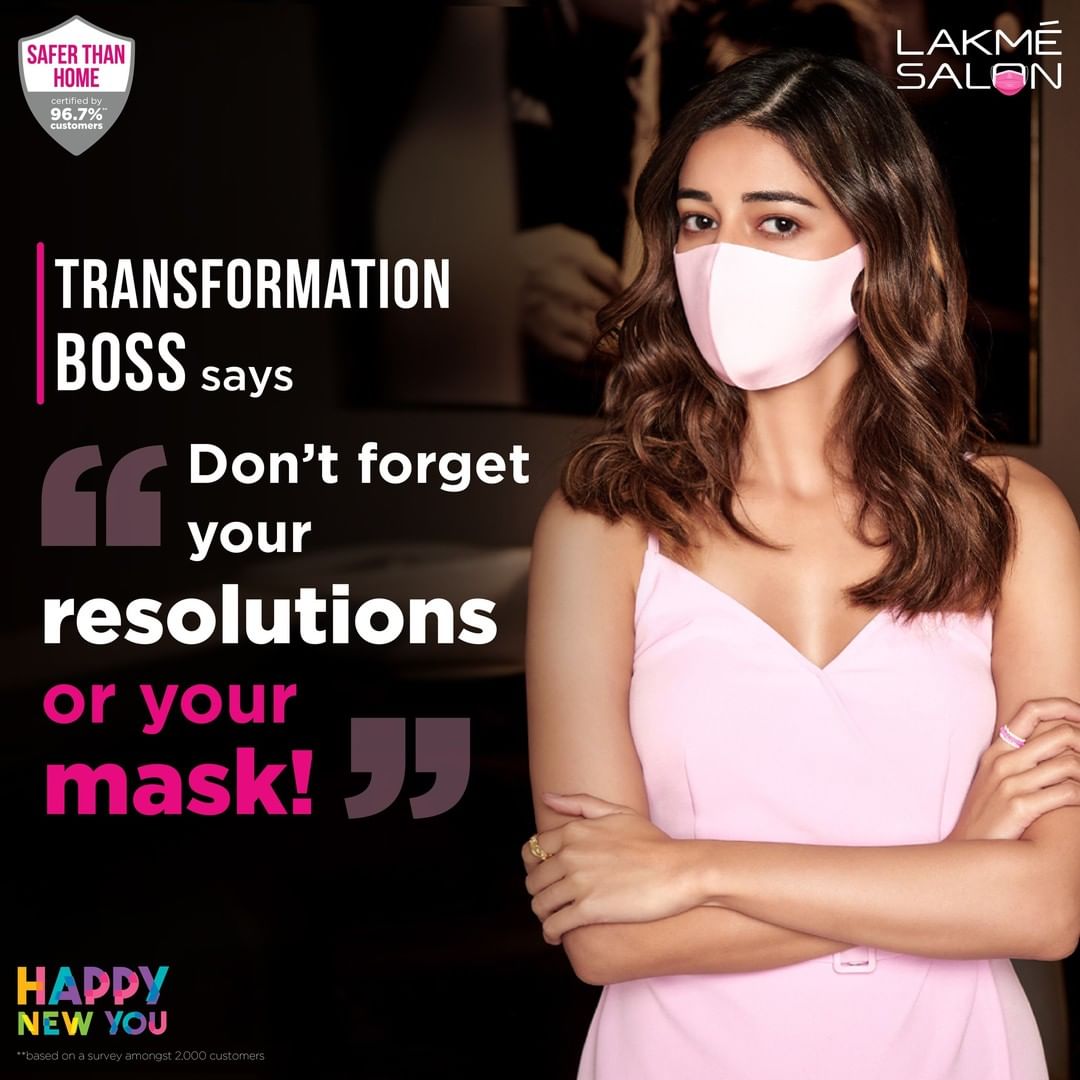 SAFER THAN
HOME
certified by
96.7%**
customers
LAKMÉ
SALON
TRANSFORMATION
BOSS says
“Don’t forget
your
resolutions
or your
mask!”
HAPPY
NEW YOU
**based on a survey amongst 2,000 customers